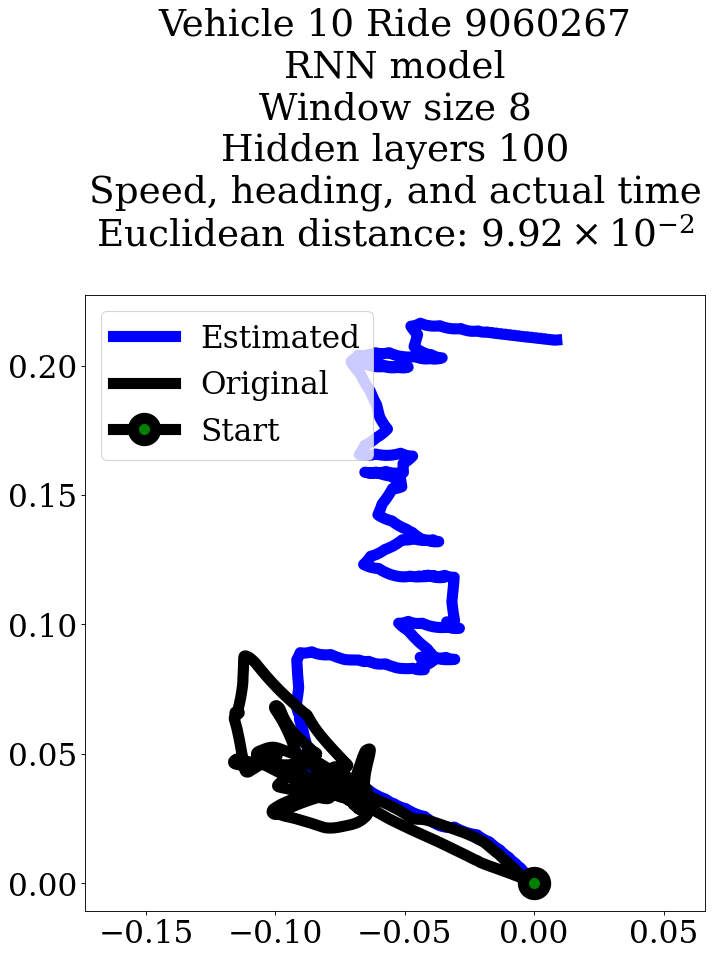 Vehicle 10 Ride 9060267
RNN model
Window size 8
Hidden layers 100
Speed, heading, and actual time
Euclidean distance: 9.92 × 10⁻²
Estimated
Original
Start
0.20
0.15
0.10
0.05
0.00
−0.15 −0.10 −0.05 0.00 0.05